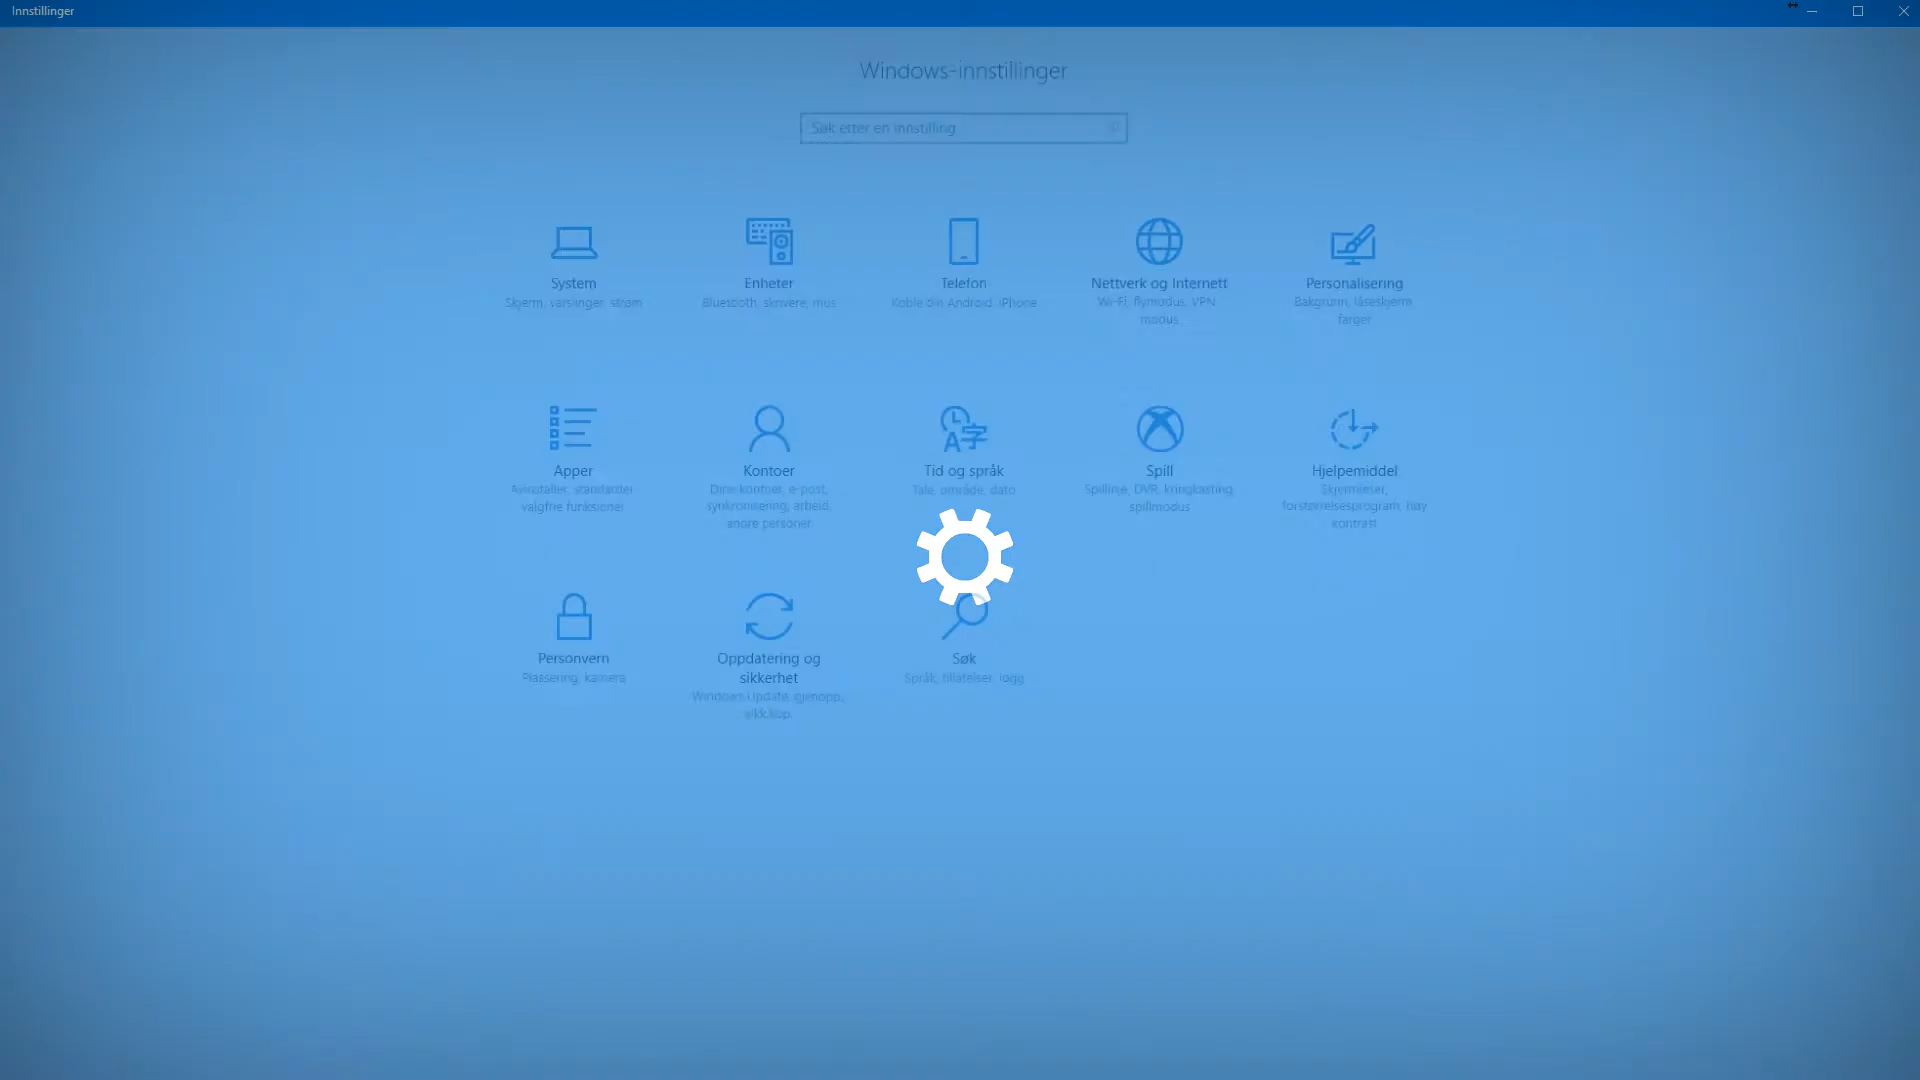 Innstillinger
Windows-innstillinger
Søk etter en innstilling
System
Skjerm, varslinger, strøm
Enheter
Bluetooth, skrivere, mus
Telefon
Koble din Android, iPhone
Nettverk og Internett
Wi-Fi, flymodus, VPN
modus
Personalisering
Bakgrunn, låseskjerm
farger
Apper
Avinstaller, standarder
valgfrie funksjoner
Kontoer
Dine kontoer, e-post,
synkronisering, arbeid,
andre personer
Tid og språk
Tale, område, dato
Spill
Spillinje, DVR, kringkasting,
spillmodus
Hjelpemiddel
Skjermleser,
forstørrelsesprogram, høy
kontrast
Personvern
Plassering, kamera
Oppdatering og
sikkerhet
Windows Update, gjenopp.,
sikk.kop.
Søk
Språk, tillatelser, logg